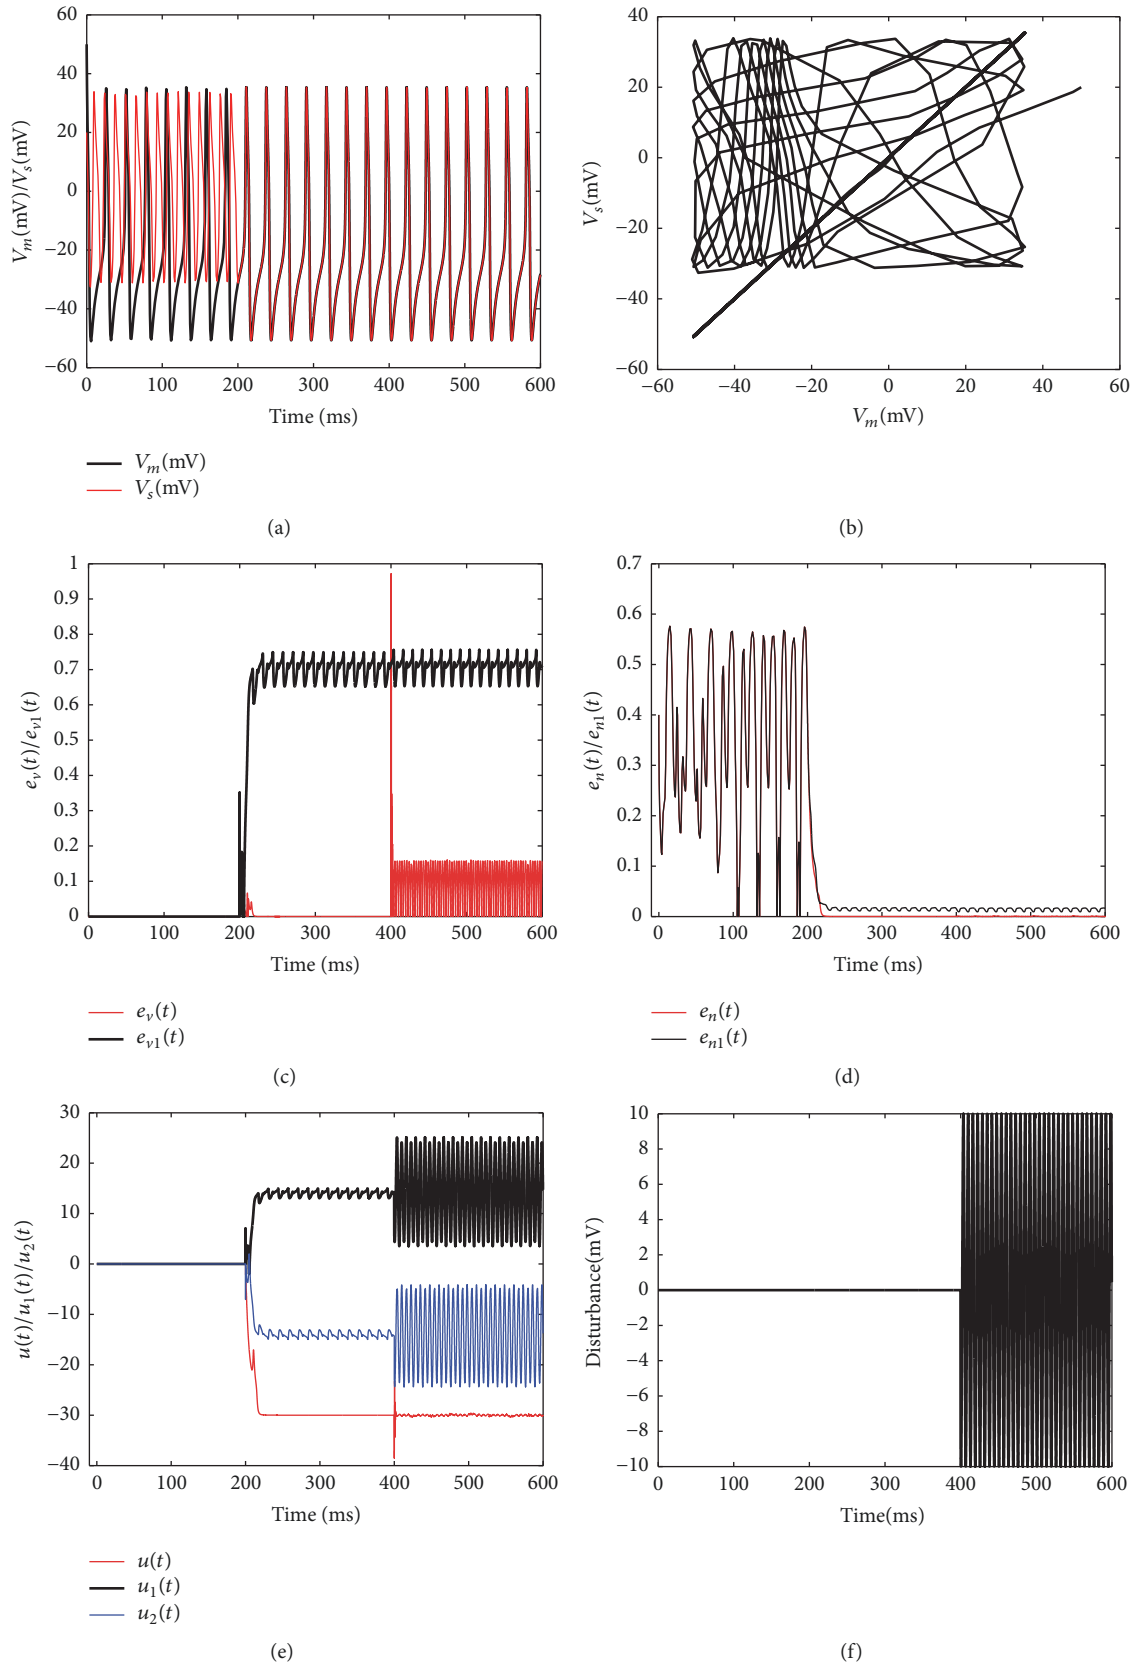 60
40
20
0
−20
−40
−60
V_m(mV)/V_s(mV)
0 100 200 300 400 500 600
Time (ms)
V_m(mV)
V_s(mV)
(a)
40
20
0
−20
−40
−60
V_s(mV)
−60 −40 −20 0 20 40 60
V_m(mV)
(b)
1
0.9
0.8
0.7
0.6
0.5
0.4
0.3
0.2
0.1
0
e_v(t)/e_v1(t)
0 100 200 300 400 500 600
Time (ms)
e_v(t)
e_v1(t)
(c)
0.7
0.6
0.5
0.4
0.3
0.2
0.1
0
e_n(t)/e_n1(t)
0 100 200 300 400 500 600
Time (ms)
e_n(t)
e_n1(t)
(d)
30
20
10
0
−10
−20
−30
−40
u(t)/u_1(t)/u_2(t)
0 100 200 300 400 500 600
Time (ms)
u(t)
u_1(t)
u_2(t)
(e)
10
8
6
4
2
0
−2
−4
−6
−8
−10
Disturbance(mV)
0 100 200 300 400 500 600
Time(ms)
(f)